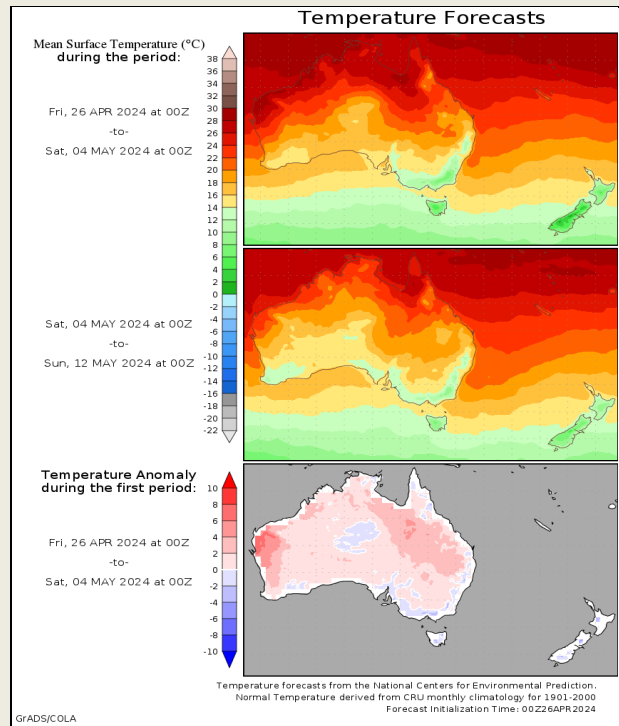 Temperature Forecasts
Mean Surface Temperature (°C)
during the period:
38
36
34
32
30
28
26
24
22
20
18
16
14
12
10
8
6
4
2
0
-2
-4
-6
-8
-10
-12
-14
-16
-18
-20
-22
Fri, 26 APR 2024 at 00Z
-to-
Sat, 04 MAY 2024 at 00Z
Sat, 04 MAY 2024 at 00Z
-to-
Sun, 12 MAY 2024 at 00Z
Temperature Anomaly
during the first period:
10
8
6
4
2
0
-2
-4
-6
-8
-10
Fri, 26 APR 2024 at 00Z
-to-
Sat, 04 MAY 2024 at 00Z
Temperature forecasts from the National Centers for Environmental Prediction.
Normal Temperature derived from CRU monthly climatology for 1901-2000
Forecast Initialization Time: 00Z26APR2024
GrADS/COLA